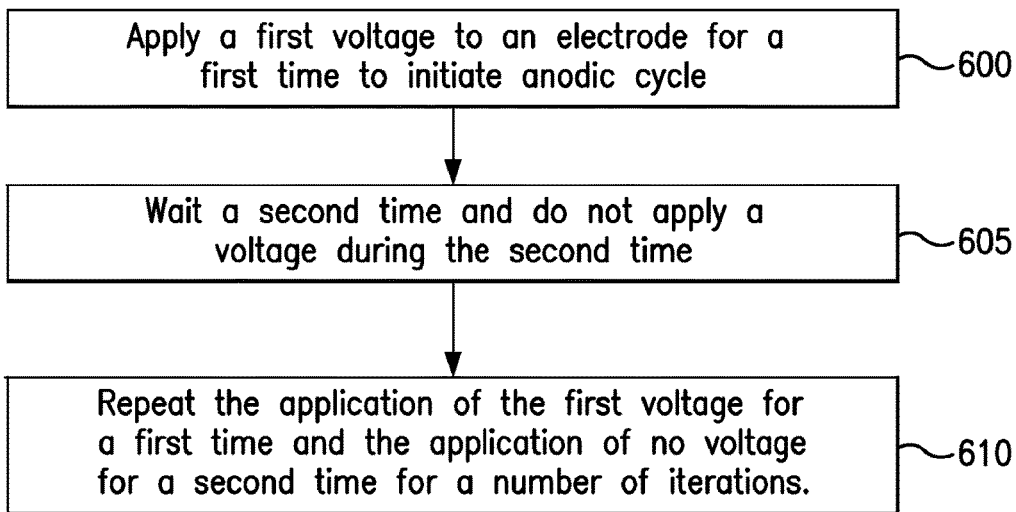 Apply a first voltage to an electrode for a
first time to initiate anodic cycle
600
Wait a second time and do not apply a
voltage during the second time
605
Repeat the application of the first voltage for
a first time and the application of no voltage
for a second time for a number of iterations.
610